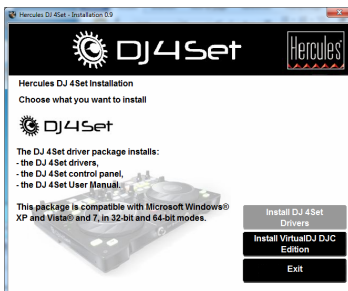 Hercules DJ 4Set - Installation 0.9
DJ4Set
Hercules
Hercules DJ 4Set Installation
Choose what you want to install
DJ4Set
The DJ 4Set driver package installs:
- the DJ 4Set drivers,
- the DJ 4Set control panel,
- the DJ 4Set User Manual.
This package is compatible with Microsoft Windows®
XP and Vista® and 7, in 32-bit and 64-bit modes.
Install DJ 4Set
Drivers
Install VirtualDJ DJC
Edition
Exit